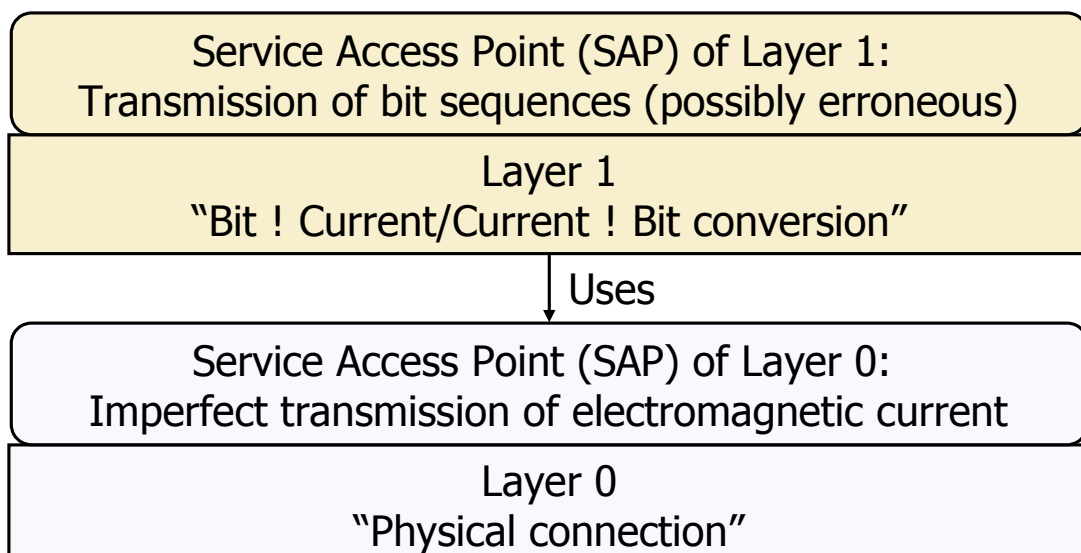 Service Access Point (SAP) of Layer 1:
Transmission of bit sequences (possibly erroneous)
Layer 1
“Bit ! Current/Current ! Bit conversion”
Uses
Service Access Point (SAP) of Layer 0:
Imperfect transmission of electromagnetic current
Layer 0
“Physical connection”